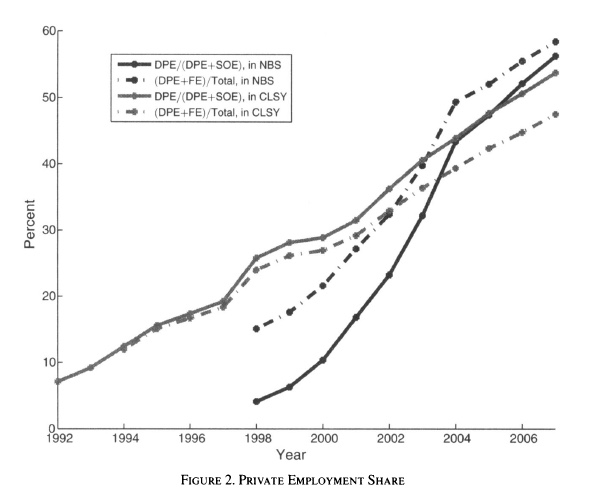 60
50
40
30
20
10
0
Percent
DPE/(DPE+SOE), in NBS
(DPE+FE)/Total, in NBS
DPE/(DPE+SOE), in CLSY
(DPE+FE)/Total, in CLSY
1992 1994 1996 1998 2000 2002 2004 2006
Year
FIGURE 2. PRIVATE EMPLOYMENT SHARE